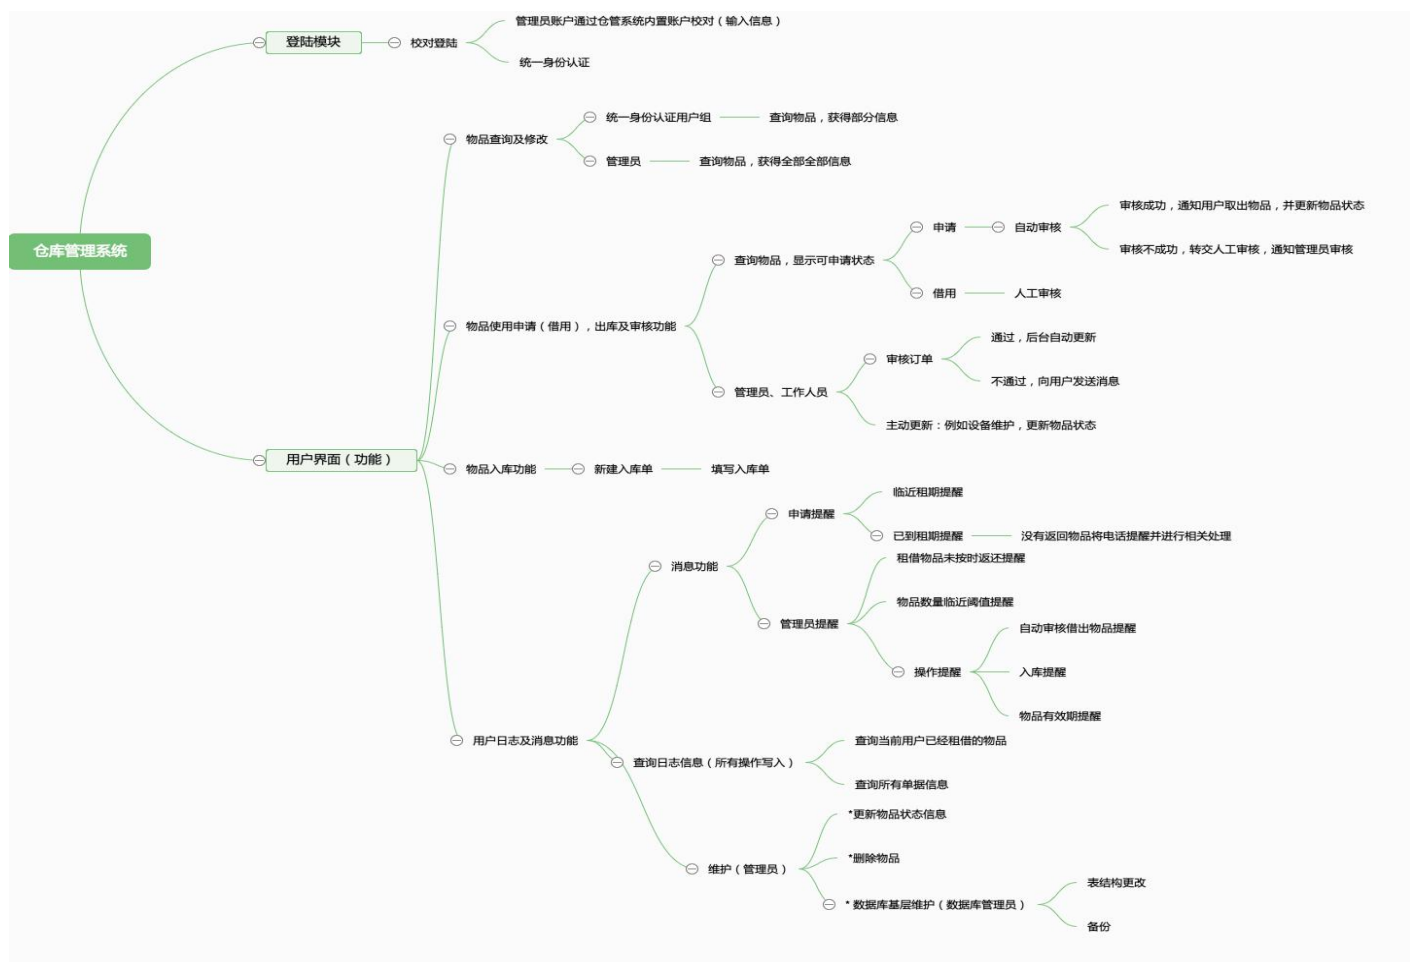 管理员账户通过仓管系统内置账户校对（输入信息）
登陆模块
校对登陆
统一身份认证
物品查询及修改
统一身份认证用户组
查询物品，获得部分信息
管理员
查询物品，获得全部全部信息
仓库管理系统
审核成功，通知用户取出物品，并更新物品状态
申请
自动审核
审核不成功，转交人工审核，通知管理员审核
查询物品，显示可申请状态
借用
人工审核
物品使用申请（借用），出库及审核功能
通过，后台自动更新
审核订单
不通过，向用户发送消息
管理员、工作人员
主动更新：例如设备维护，更新物品状态
用户界面（功能）
物品入库功能
新建入库单
填写入库单
临近租期提醒
申请提醒
已到租期提醒
没有返回物品将电话提醒并进行相关处理
消息功能
租借物品未按时返还提醒
物品数量临近阈值提醒
管理员提醒
自动审核借出物品提醒
操作提醒
入库提醒
物品有效期提醒
用户日志及消息功能
查询当前用户已经租借的物品
查询日志信息（所有操作写入）
查询所有单据信息
*更新物品状态信息
维护（管理员）
*删除物品
* 数据库基层维护（数据库管理员）
表结构更改
备份